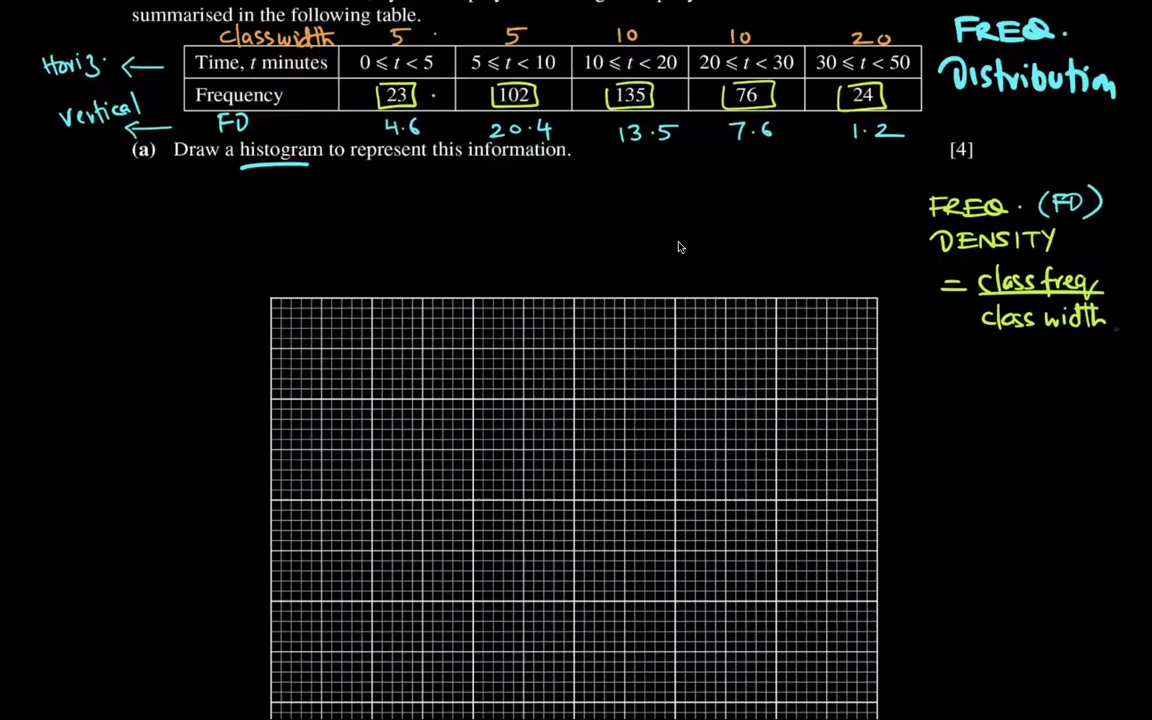 summarised in the following table.
class width 5 5 10 10 20
Time, t minutes 0 ⩽ t < 5 5 ⩽ t < 10 10 ⩽ t < 20 20 ⩽ t < 30 30 ⩽ t < 50
Horiz. ←
Frequency 23 102 135 76 24
vertical ←
FD 4.6 20.4 13.5 7.6 1.2
(a) Draw a histogram to represent this information. [4]
FREQ.
Distribution
FREQ. (FD)
DENSITY
= class freq
class width